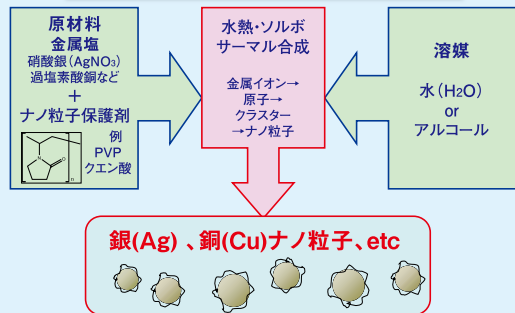 原材料
金属塩
硝酸銀(AgNO₃)
過塩素酸銅など
+
ナノ粒子保護剤
例
PVP
クエン酸
N
O
n
水熱・ソルボ
サーマル合成
金属イオン→
原子→
クラスター
→ナノ粒子
溶媒
水(H₂O)
or
アルコール
銀(Ag) 、銅(Cu)ナノ粒子、etc